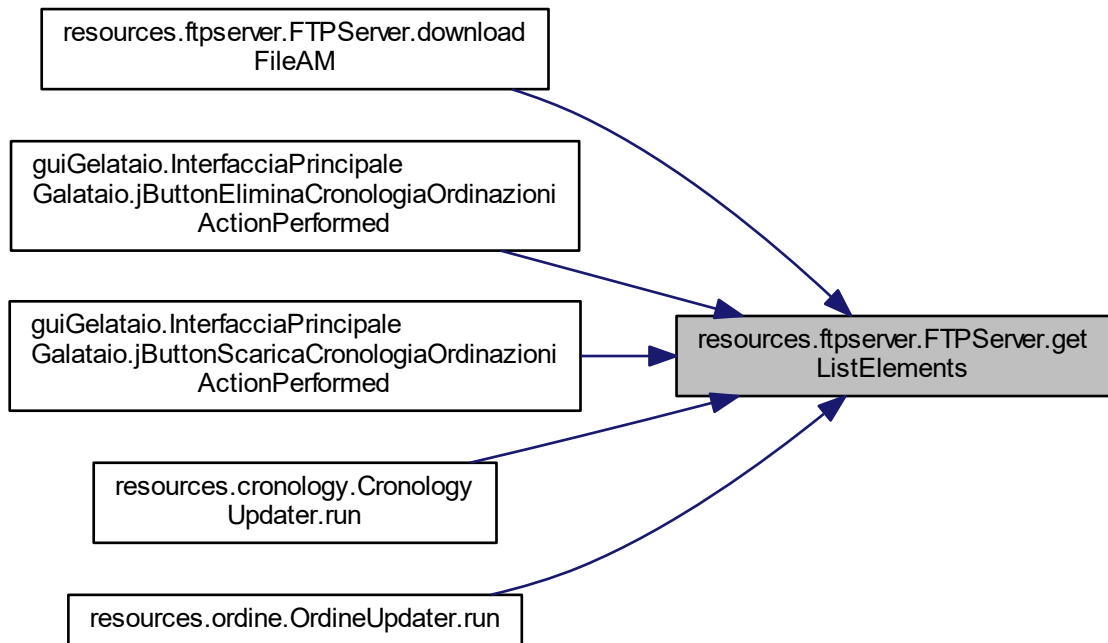 resources.ftpserver.FTPServer.download
FileAM
guiGelataio.InterfacciaPrincipale
Galataio.jButtonEliminaCronologiaOrdinazioni
ActionPerformed
guiGelataio.InterfacciaPrincipale
Galataio.jButtonScaricaCronologiaOrdinazioni
ActionPerformed
resources.ftpserver.FTPServer.get
ListElements
resources.cronology.Cronology
Updater.run
resources.ordine.OrdineUpdater.run